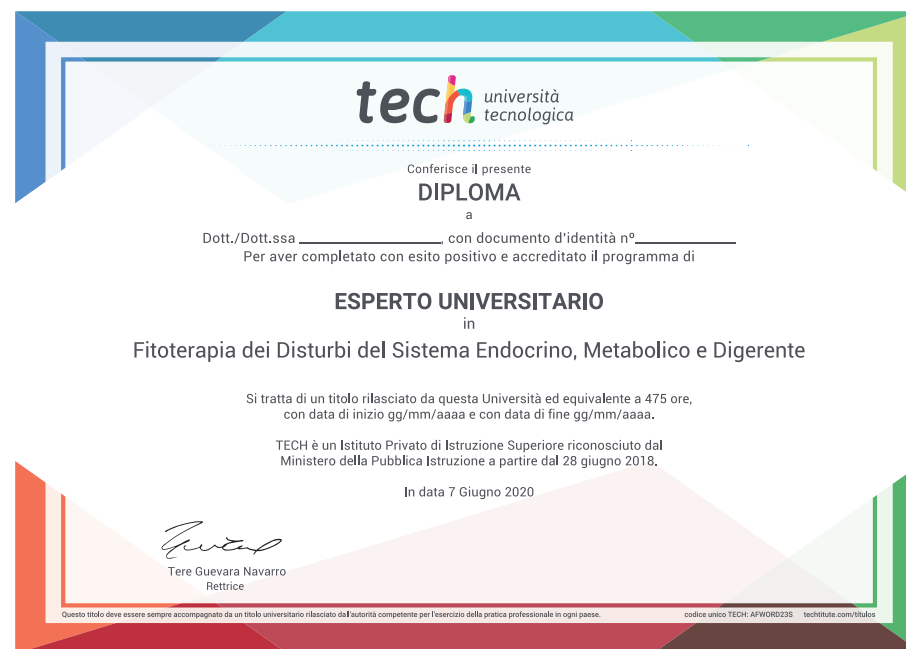 tech università
tecnologica
Conferisce il presente
DIPLOMA
a
Dott./Dott.ssa ____________________, con documento d'identità nº______________
Per aver completato con esito positivo e accreditato il programma di
ESPERTO UNIVERSITARIO
in
Fitoterapia dei Disturbi del Sistema Endocrino, Metabolico e Digerente
Si tratta di un titolo rilasciato da questa Università ed equivalente a 475 ore,
con data di inizio gg/mm/aaaa e con data di fine gg/mm/aaaa.
TECH è un Istituto Privato di Istruzione Superiore riconosciuto dal
Ministero della Pubblica Istruzione a partire dal 28 giugno 2018.
In data 7 Giugno 2020
Tere Guevara Navarro
Rettrice
Questo titolo deve essere sempre accompagnato da un titolo universitario rilasciato dall'autorità competente per l'esercizio della pratica professionale in ogni paese. codice unico TECH: AFWORD23S techtitute.com/titulos